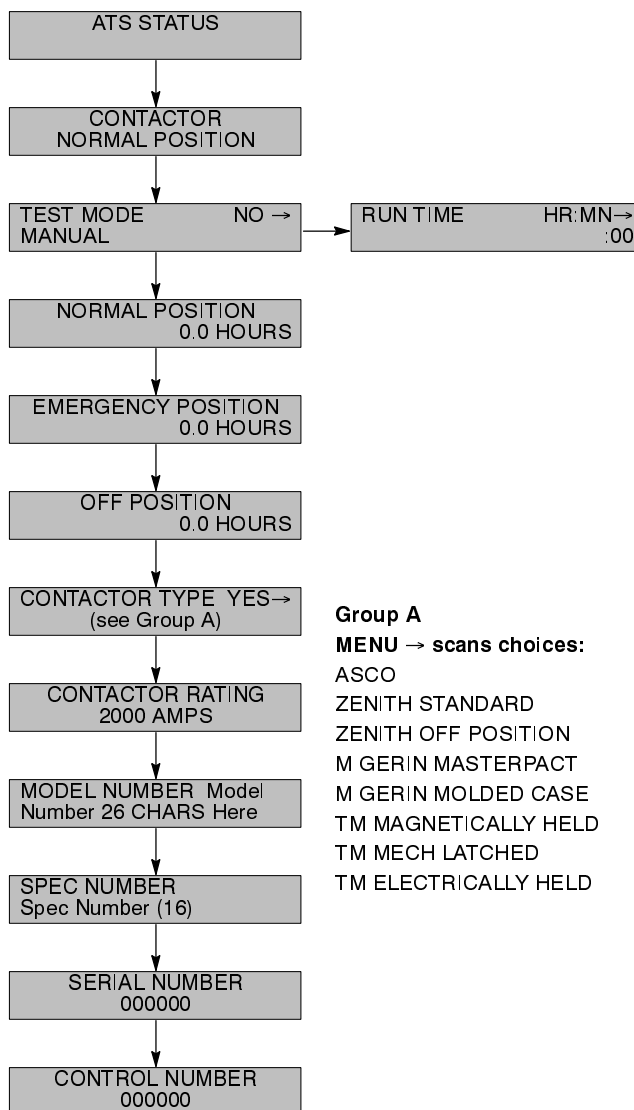 ATS STATUS
CONTACTOR
NORMAL POSITION
TEST MODE NO →
MANUAL
RUN TIME HR:MN→
:00
NORMAL POSITION
0.0 HOURS
EMERGENCY POSITION
0.0 HOURS
OFF POSITION
0.0 HOURS
CONTACTOR TYPE YES→
(see Group A)
CONTACTOR RATING
2000 AMPS
MODEL NUMBER Model
Number 26 CHARS Here
SPEC NUMBER
Spec Number (16)
SERIAL NUMBER
000000
CONTROL NUMBER
000000
Group A
MENU → scans choices:
ASCO
ZENITH STANDARD
ZENITH OFF POSITION
M GERIN MASTERPACT
M GERIN MOLDED CASE
TM MAGNETICALLY HELD
TM MECH LATCHED
TM ELECTRICALLY HELD